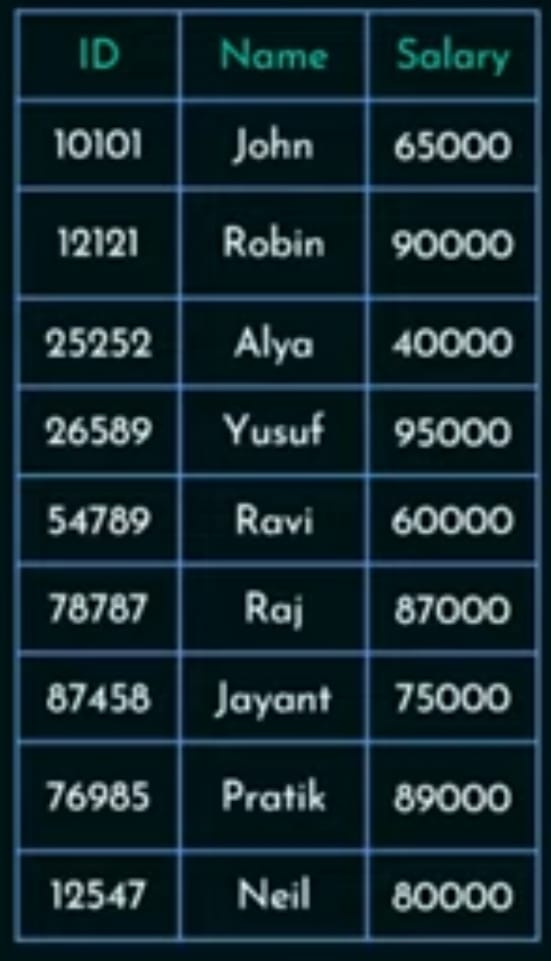 ID Name Salary
10101 John 65000
12121 Robin 90000
25252 Alya 40000
26589 Yusuf 95000
54789 Ravi 60000
78787 Raj 87000
87458 Jayant 75000
76985 Pratik 89000
12547 Neil 80000